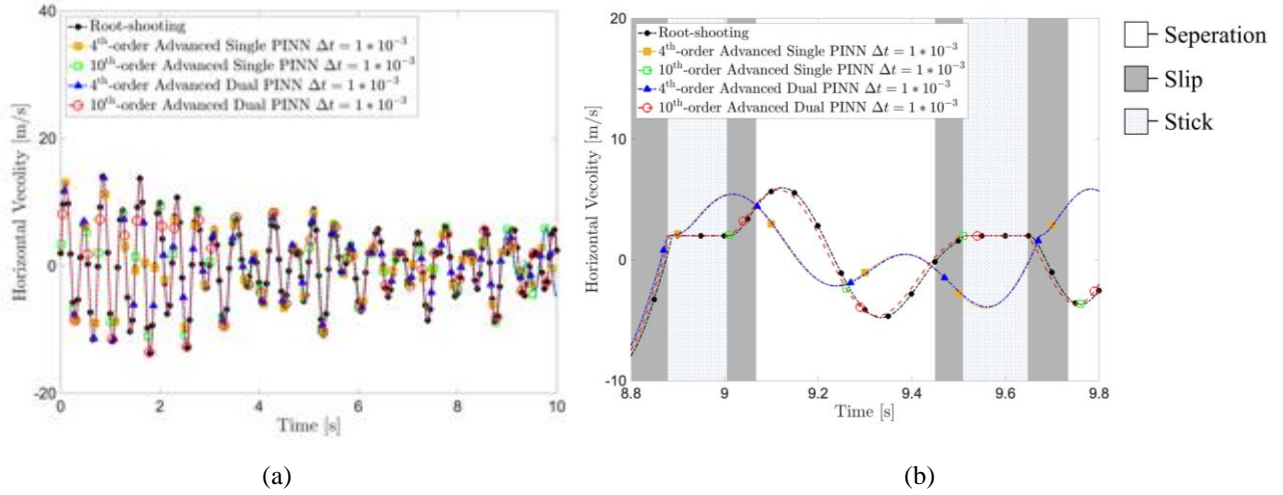 40
20
0
-20
Horizontal Vecolity [m/s]
Root-shooting
4th-order Advanced Single PINN Δt = 1 * 10⁻³
10th-order Advanced Single PINN Δt = 1 * 10⁻³
4th-order Advanced Dual PINN Δt = 1 * 10⁻³
10th-order Advanced Dual PINN Δt = 1 * 10⁻³
0 2 4 6 8 10
Time [s]
(a)
20
10
0
-10
Horizontal Vecolity [m/s]
Root-shooting
4th-order Advanced Single PINN Δt = 1 * 10⁻³
10th-order Advanced Single PINN Δt = 1 * 10⁻³
4th-order Advanced Dual PINN Δt = 1 * 10⁻³
10th-order Advanced Dual PINN Δt = 1 * 10⁻³
8.8 9 9.2 9.4 9.6 9.8
Time [s]
(b)
Seperation
Slip
Stick